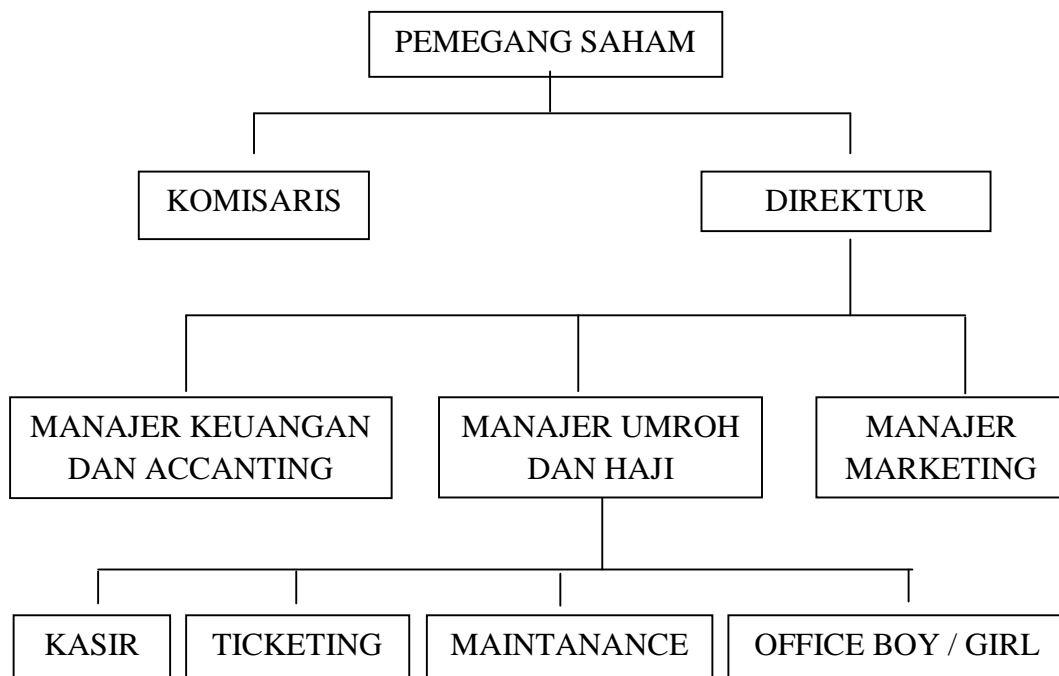 PEMEGANG SAHAM
KOMISARIS
DIREKTUR
MANAJER KEUANGAN
DAN ACCANTING
MANAJER UMROH
DAN HAJI
MANAJER
MARKETING
KASIR
TICKETING
MAINTANANCE
OFFICE BOY / GIRL